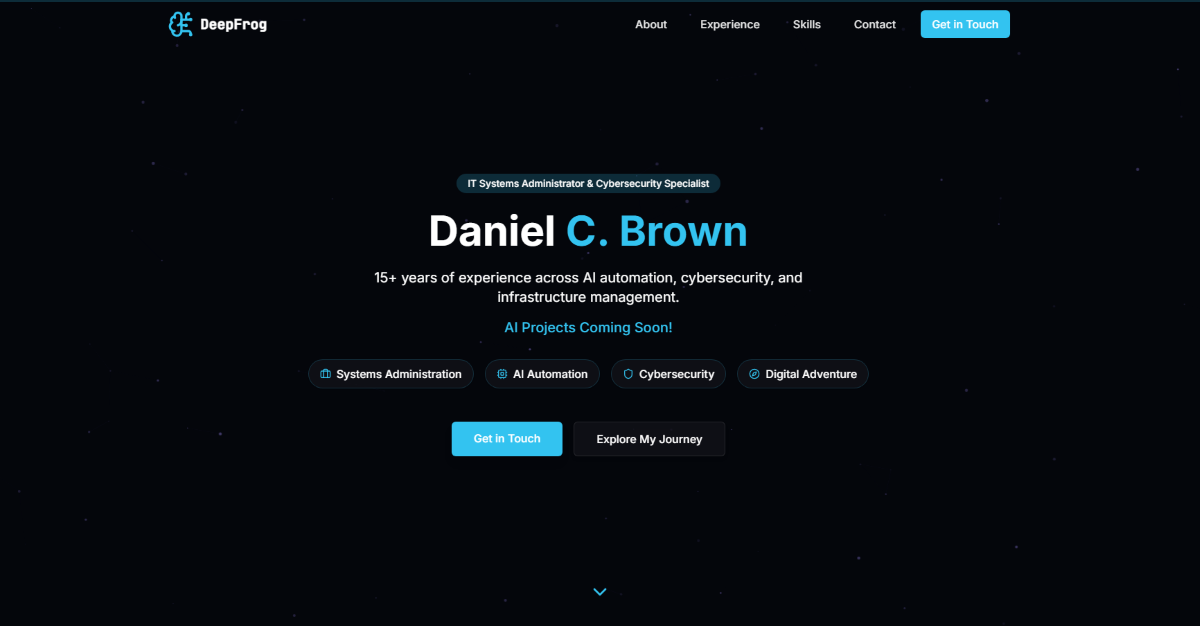 DeepFrog
About
Experience
Skills
Contact
Get in Touch
IT Systems Administrator & Cybersecurity Specialist
Daniel C. Brown
15+ years of experience across AI automation, cybersecurity, and
infrastructure management.
AI Projects Coming Soon!
Systems Administration
AI Automation
Cybersecurity
Digital Adventure
Get in Touch
Explore My Journey